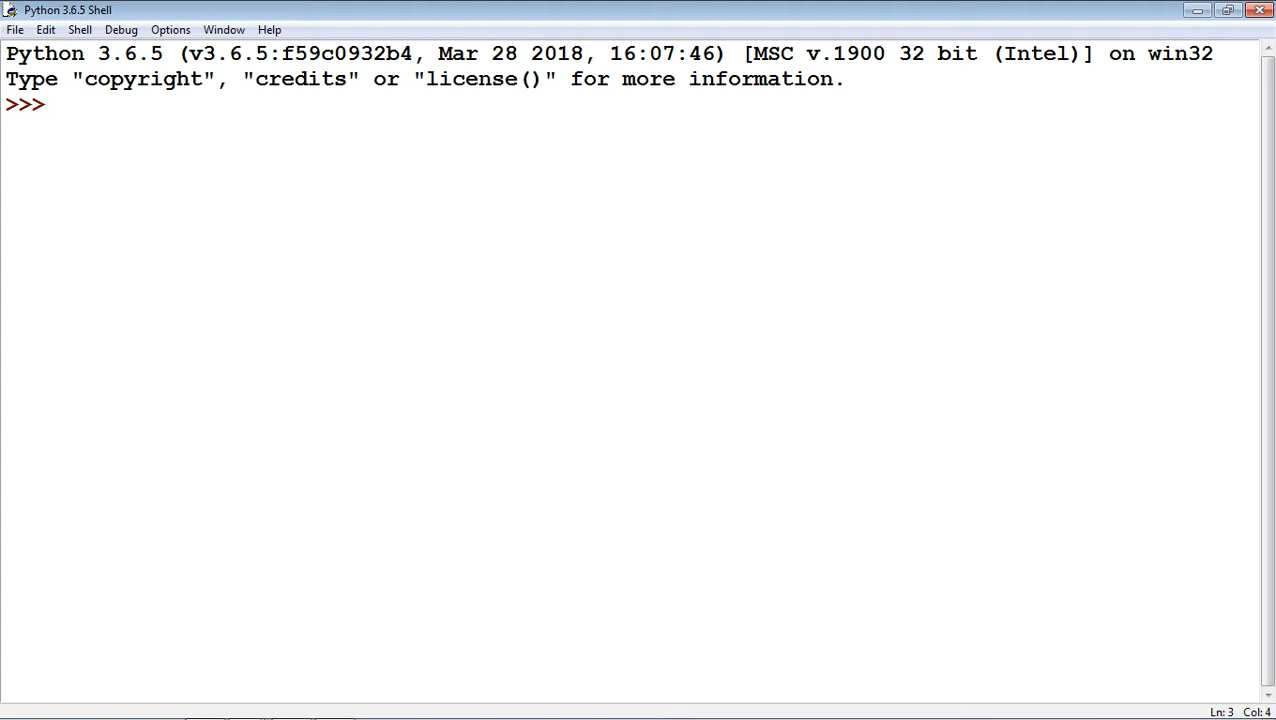 Python 3.6.5 Shell
File Edit Shell Debug Options Window Help
Python 3.6.5 (v3.6.5:f59c0932b4, Mar 28 2018, 16:07:46) [MSC v.1900 32 bit (Intel)] on win32
Type "copyright", "credits" or "license()" for more information.
>>>
Ln: 3 Col: 4